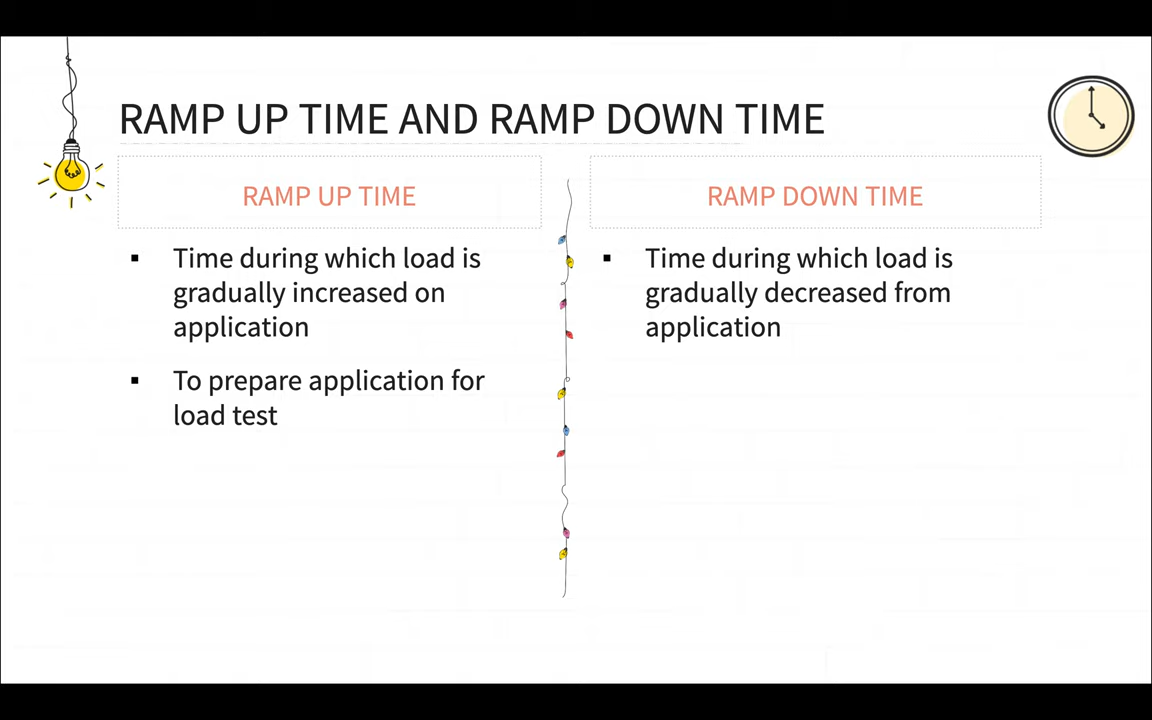 RAMP UP TIME AND RAMP DOWN TIME
RAMP UP TIME
▪ Time during which load is
gradually increased on
application
▪ To prepare application for
load test
RAMP DOWN TIME
▪ Time during which load is
gradually decreased from
application